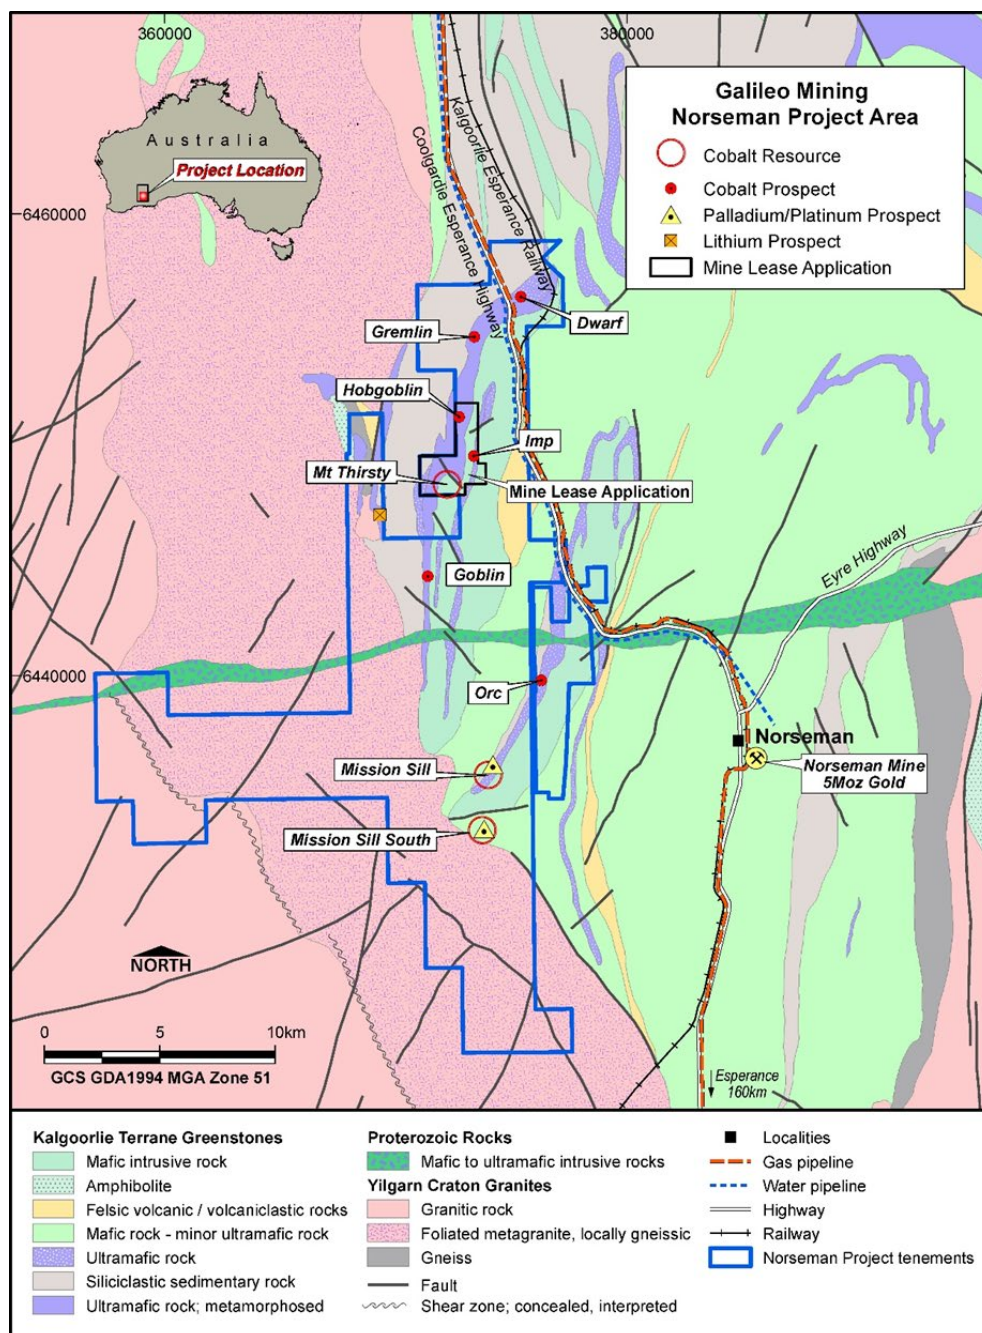 360000
380000
6460000
6440000
Australia
Project Location
Galileo Mining
Norseman Project Area
Cobalt Resource
Cobalt Prospect
Palladium/Platinum Prospect
Lithium Prospect
Mine Lease Application
Kalgoorlie Esperance Railway
Coolgardie Esperance Highway
Dwarf
Gremlin
Hobgoblin
Imp
Mt Thirsty
Mine Lease Application
Goblin
Eyre Highway
Orc
Norseman
Mission Sill
Norseman Mine
5Moz Gold
Mission Sill South
NORTH
0 5 10km
GCS GDA1994 MGA Zone 51
Esperance
160km
Kalgoorlie Terrane Greenstones
Mafic intrusive rock
Amphibolite
Felsic volcanic / volcaniclastic rocks
Mafic rock - minor ultramafic rock
Ultramafic rock
Siliciclastic sedimentary rock
Ultramafic rock; metamorphosed
Proterozoic Rocks
Mafic to ultramafic intrusive rocks
Yilgarn Craton Granites
Granitic rock
Foliated metagranite, locally gneissic
Gneiss
Fault
Shear zone; concealed, interpreted
Localities
Gas pipeline
Water pipeline
Highway
Railway
Norseman Project tenements